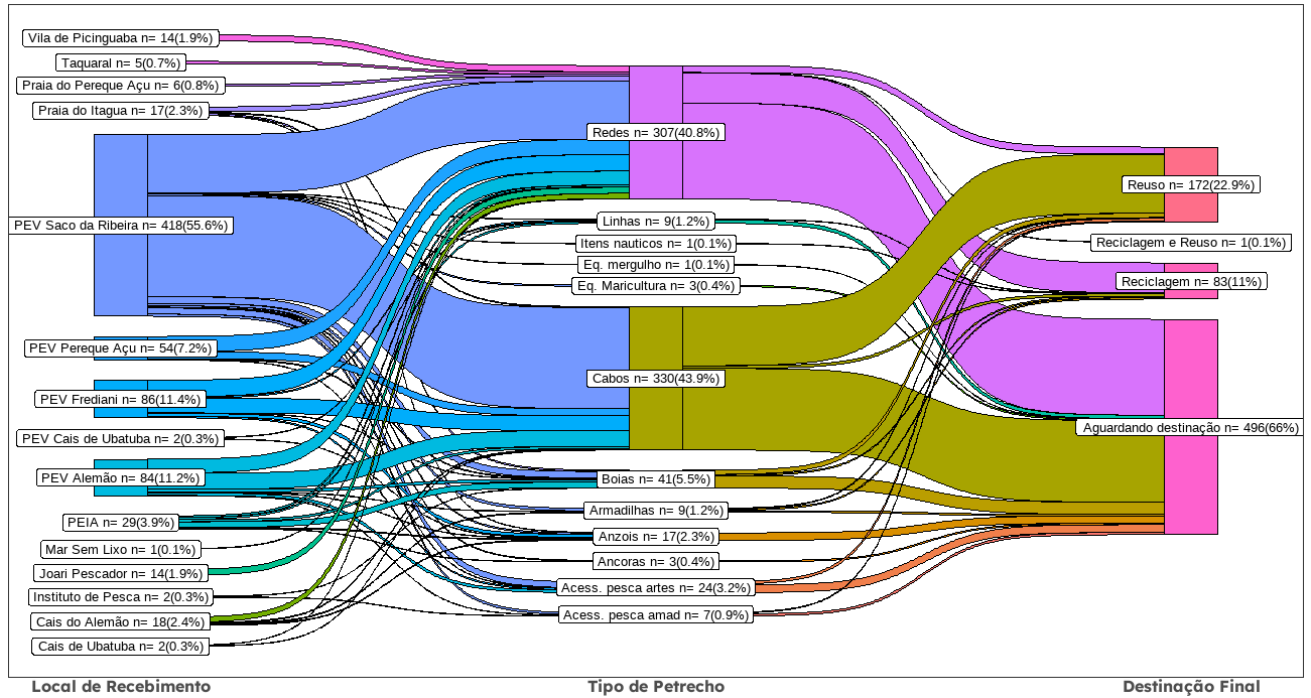 Vila de Picinguaba n= 14(1.9%)
Taquaral n= 5(0.7%)
Praia do Pereque Açu n= 6(0.8%)
Praia do Itagua n= 17(2.3%)
PEV Saco da Ribeira n= 418(55.6%)
PEV Pereque Açu n= 54(7.2%)
PEV Frediani n= 86(11.4%)
PEV Cais de Ubatuba n= 2(0.3%)
PEV Alemão n= 84(11.2%)
PEIA n= 29(3.9%)
Mar Sem Lixo n= 1(0.1%)
Joari Pescador n= 14(1.9%)
Instituto de Pesca n= 2(0.3%)
Cais do Alemão n= 18(2.4%)
Cais de Ubatuba n= 2(0.3%)
Redes n= 307(40.8%)
Linhas n= 9(1.2%)
Itens nauticos n= 1(0.1%)
Eq. mergulho n= 1(0.1%)
Eq. Maricultura n= 3(0.4%)
Cabos n= 330(43.9%)
Boias n= 41(5.5%)
Armadilhas n= 9(1.2%)
Anzois n= 17(2.3%)
Ancoras n= 3(0.4%)
Acess. pesca artes n= 24(3.2%)
Acess. pesca amad n= 7(0.9%)
Reuso n= 172(22.9%)
Reciclagem e Reuso n= 1(0.1%)
Reciclagem n= 83(11%)
Aguardando destinação n= 496(66%)
Local de Recebimento
Tipo de Petrecho
Destinação Final